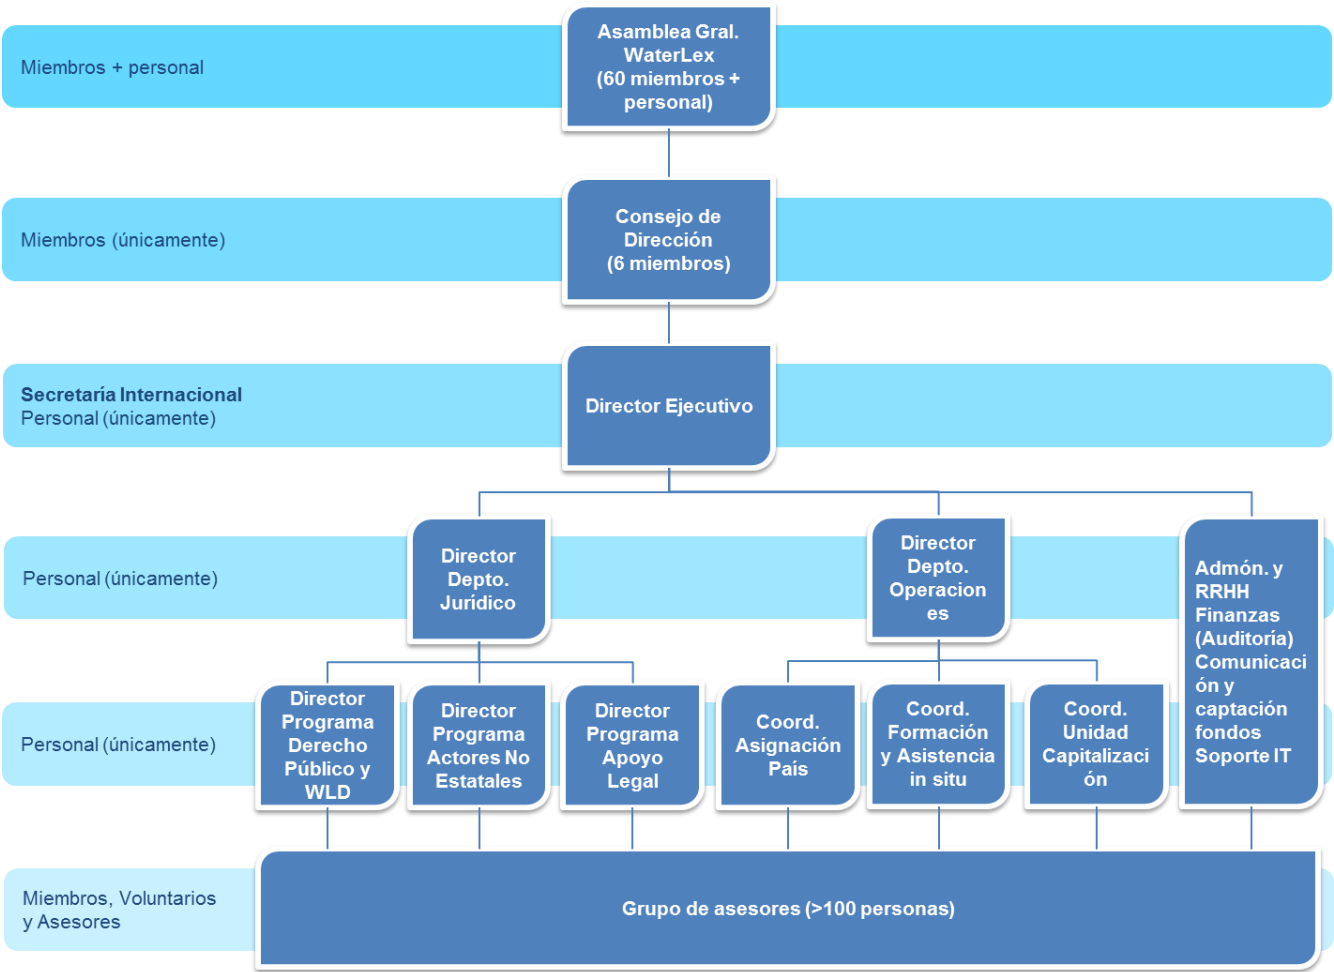 Miembros + personal
Asamblea Gral.
WaterLex
(60 miembros +
personal)
Miembros (únicamente)
Consejo de
Dirección
(6 miembros)
Secretaría Internacional
Personal (únicamente)
Director Ejecutivo
Personal (únicamente)
Director
Depto.
Jurídico
Director
Depto.
Operacion
es
Admón. y
RRHH
Finanzas
(Auditoría)
Comunicaci
ón y
captación
fondos
Soporte IT
Personal (únicamente)
Director
Programa
Derecho
Público y
WLD
Director
Programa
Actores No
Estatales
Director
Programa
Apoyo
Legal
Coord.
Asignación
País
Coord.
Formación
y Asistencia
in situ
Coord.
Unidad
Capitalizaci
ón
Miembros, Voluntarios
y Asesores
Grupo de asesores (>100 personas)